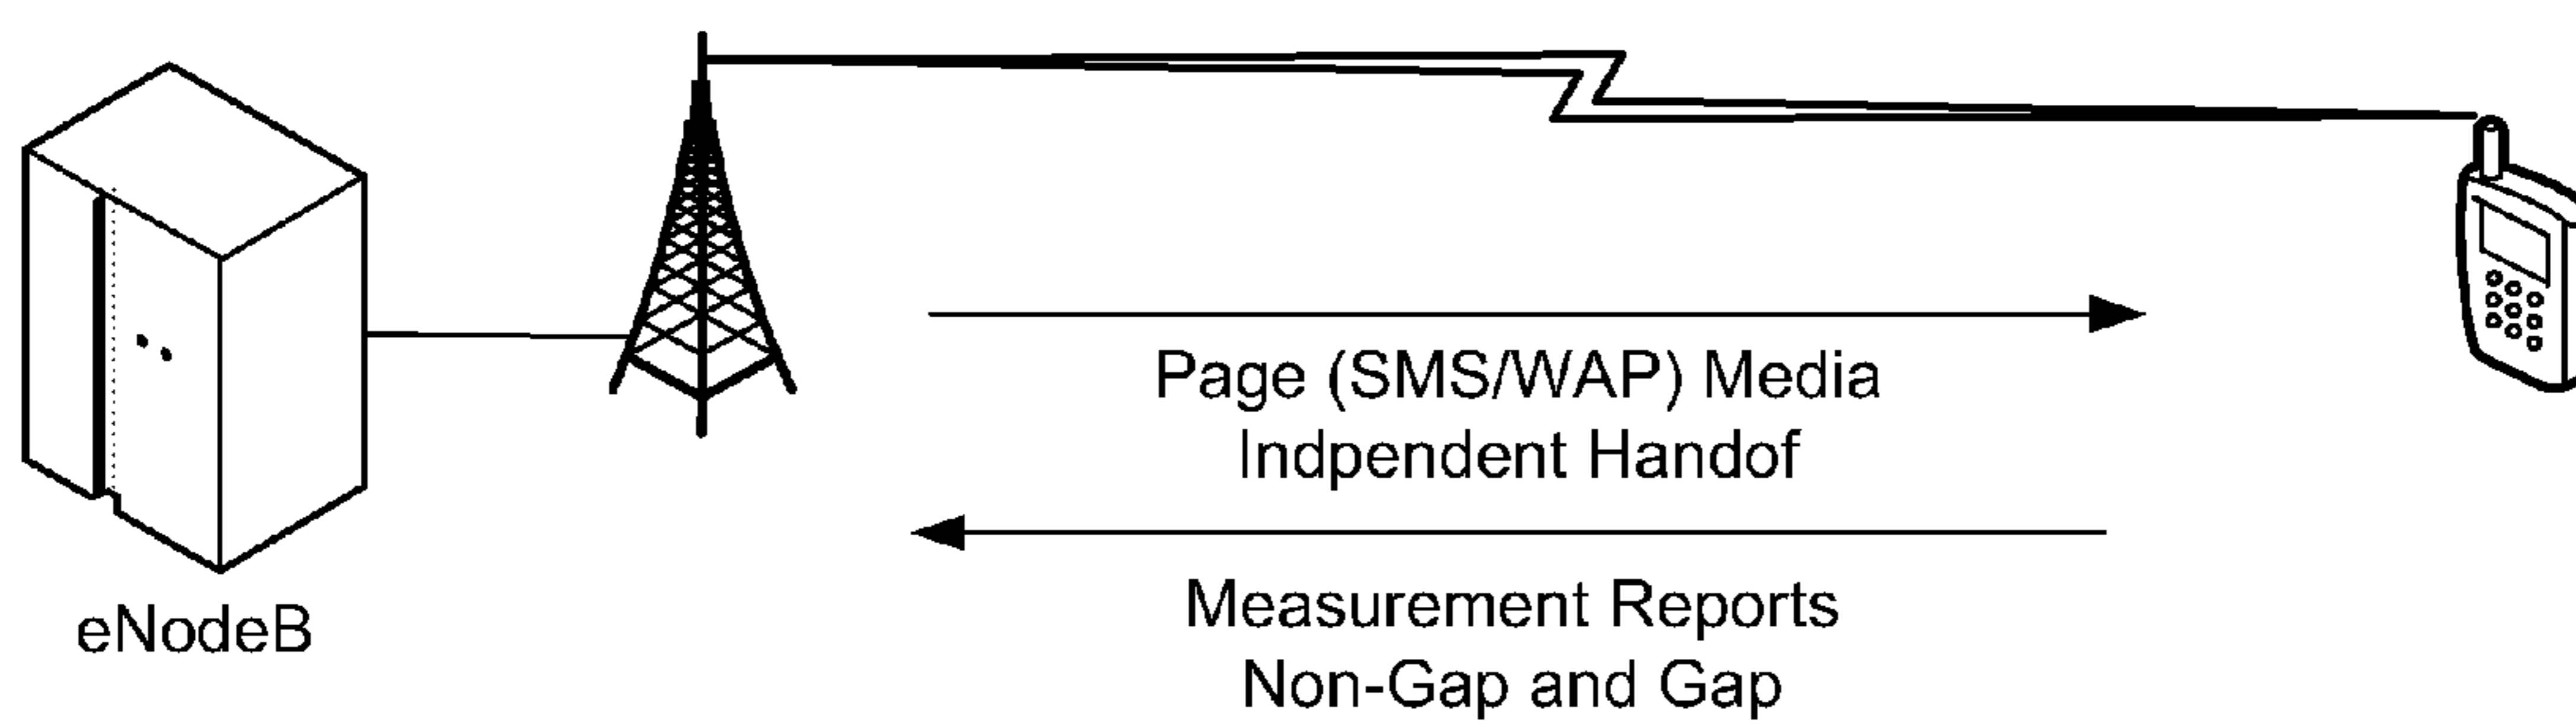 Page (SMS/WAP) Media
Indpendent Handof
Measurement Reports
Non-Gap and Gap
eNodeB